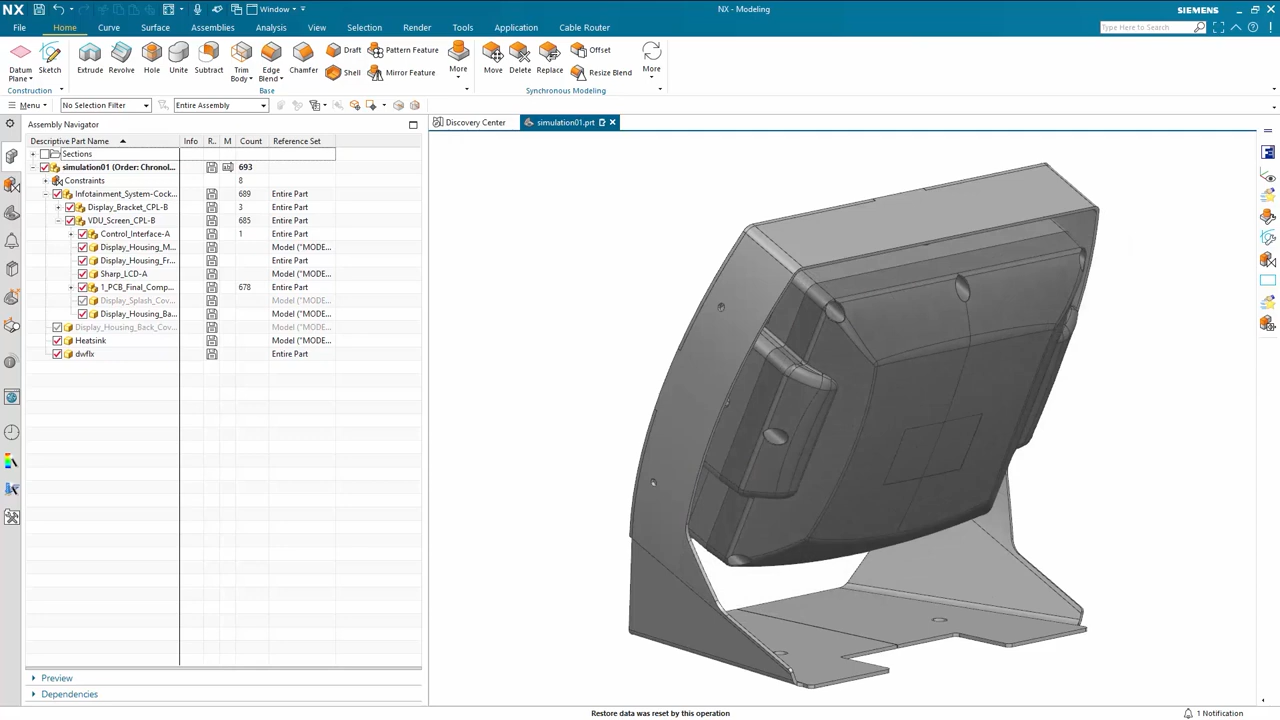 NX
Window
NX - Modeling
SIEMENS
File
Home
Curve
Surface
Assemblies
Analysis
View
Selection
Render
Tools
Application
Cable Router
Type Here to Search
Datum Plane
Sketch
Extrude
Revolve
Hole
Unite
Subtract
Trim Body
Edge Blend
Chamfer
Draft
Shell
Pattern Feature
Mirror Feature
More
Move
Delete
Replace
Offset
Resize Blend
More
Construction
Base
Synchronous Modeling
Menu
No Selection Filter
Entire Assembly
Assembly Navigator
Discovery Center
simulation01.prt
Descriptive Part Name
Info
R..
M
Count
Reference Set
Sections
simulation01 (Order: Chronol...
693
Constraints
8
Infotainment_System-Cock...
689
Entire Part
Display_Bracket_CPL-B
3
Entire Part
VDU_Screen_CPL-B
685
Entire Part
Control_Interface-A
1
Entire Part
Display_Housing_M...
Model ("MODE...
Display_Housing_Fr...
Entire Part
Sharp_LCD-A
Model ("MODE...
1_PCB_Final_Comp...
678
Entire Part
Display_Splash_Cov...
Model ("MODE...
Display_Housing_Ba...
Model ("MODE...
Display_Housing_Back_Cov...
Model ("MODE...
Heatsink
Model ("MODE...
dwflx
Entire Part
Preview
Dependencies
Restore data was reset by this operation
1 Notification